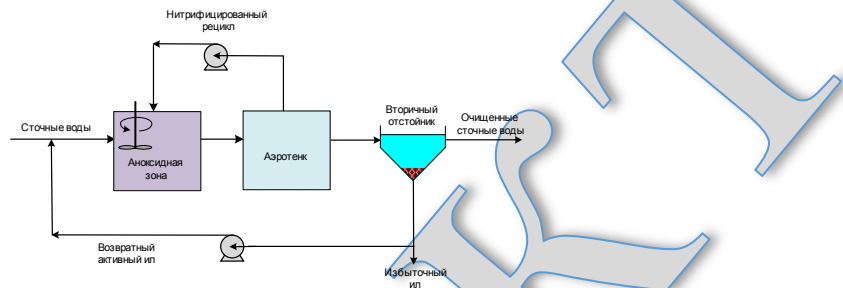 Нитрифицированный
рецикл
Сточные воды
Аноксидная
зона
Аэротенк
Вторичный
отстойник
Очищенные
сточные воды
Возвратный
активный ил
Избыточный
ил